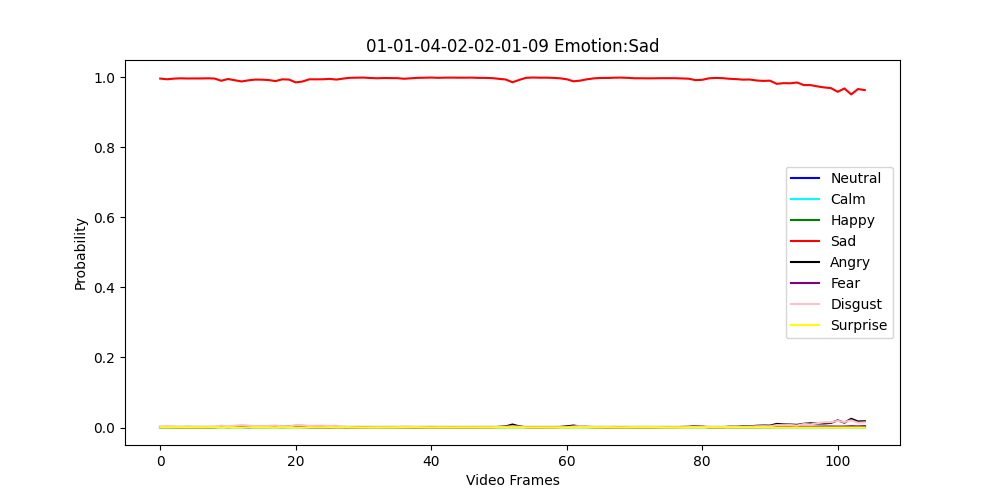 01-01-04-02-02-01-09 Emotion:Sad
1.0
0.8
0.6
0.4
0.2
0.0
Probability
Neutral
Calm
Happy
Sad
Angry
Fear
Disgust
Surprise
0 20 40 60 80 100
Video Frames